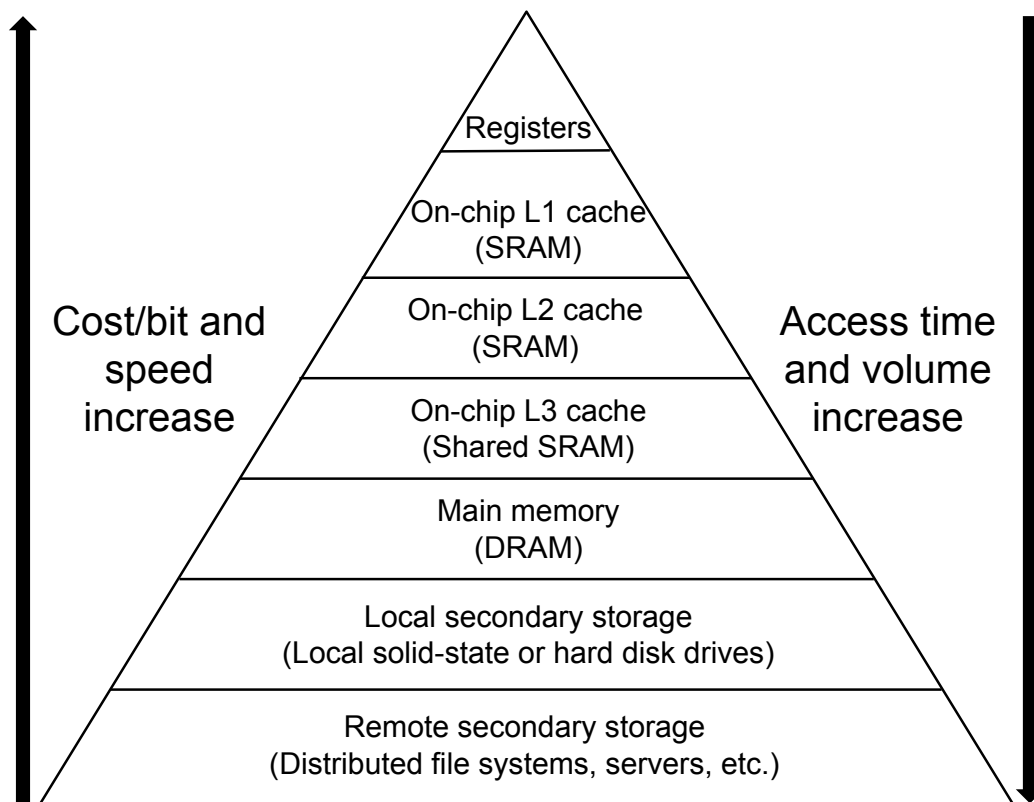 Registers
On-chip L1 cache
(SRAM)
On-chip L2 cache
(SRAM)
Cost/bit and
speed
increase
Access time
and volume
increase
On-chip L3 cache
(Shared SRAM)
Main memory
(DRAM)
Local secondary storage
(Local solid-state or hard disk drives)
Remote secondary storage
(Distributed file systems, servers, etc.)